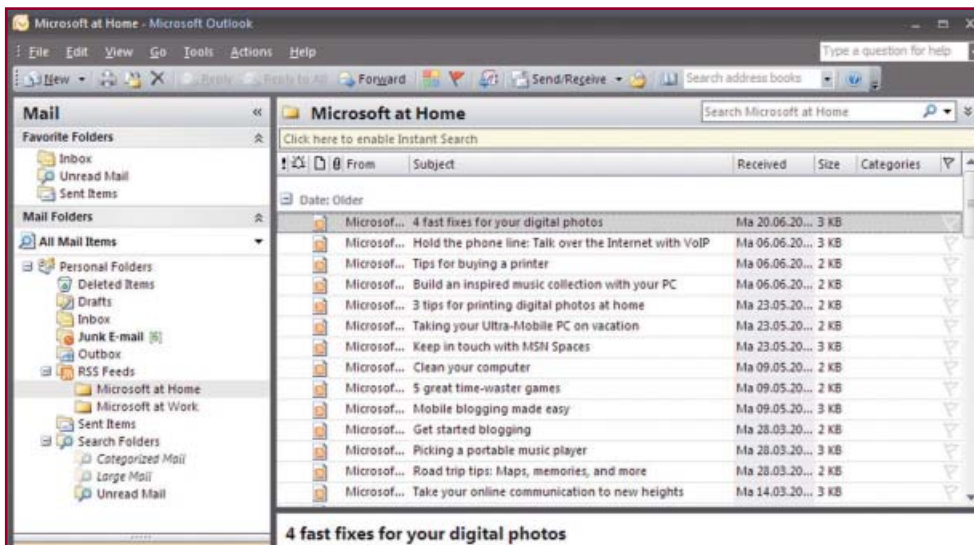 Microsoft at Home - Microsoft Outlook
File Edit View Go Tools Actions Help Type a question for help
New Reply Reply to All Forward Send/Receive Search address books
Mail «
Favorite Folders
Inbox
Unread Mail
Sent Items
Mail Folders
All Mail Items
Personal Folders
Deleted Items
Drafts
Inbox
Junk E-mail [6]
Outbox
RSS Feeds
Microsoft at Home
Microsoft at Work
Sent Items
Search Folders
Categorized Mail
Large Mail
Unread Mail
Microsoft at Home Search Microsoft at Home
Click here to enable Instant Search
From Subject Received Size Categories
Date: Older
Microsof... 4 fast fixes for your digital photos Ma 20.06.20... 3 KB
Microsof... Hold the phone line: Talk over the Internet with VoIP Ma 06.06.20... 3 KB
Microsof... Tips for buying a printer Ma 06.06.20... 2 KB
Microsof... Build an inspired music collection with your PC Ma 06.06.20... 2 KB
Microsof... 3 tips for printing digital photos at home Ma 23.05.20... 2 KB
Microsof... Taking your Ultra-Mobile PC on vacation Ma 23.05.20... 2 KB
Microsof... Keep in touch with MSN Spaces Ma 23.05.20... 3 KB
Microsof... Clean your computer Ma 09.05.20... 2 KB
Microsof... 5 great time-waster games Ma 09.05.20... 2 KB
Microsof... Mobile blogging made easy Ma 09.05.20... 3 KB
Microsof... Get started blogging Ma 28.03.20... 2 KB
Microsof... Picking a portable music player Ma 28.03.20... 3 KB
Microsof... Road trip tips: Maps, memories, and more Ma 28.03.20... 2 KB
Microsof... Take your online communication to new heights Ma 14.03.20... 3 KB
4 fast fixes for your digital photos